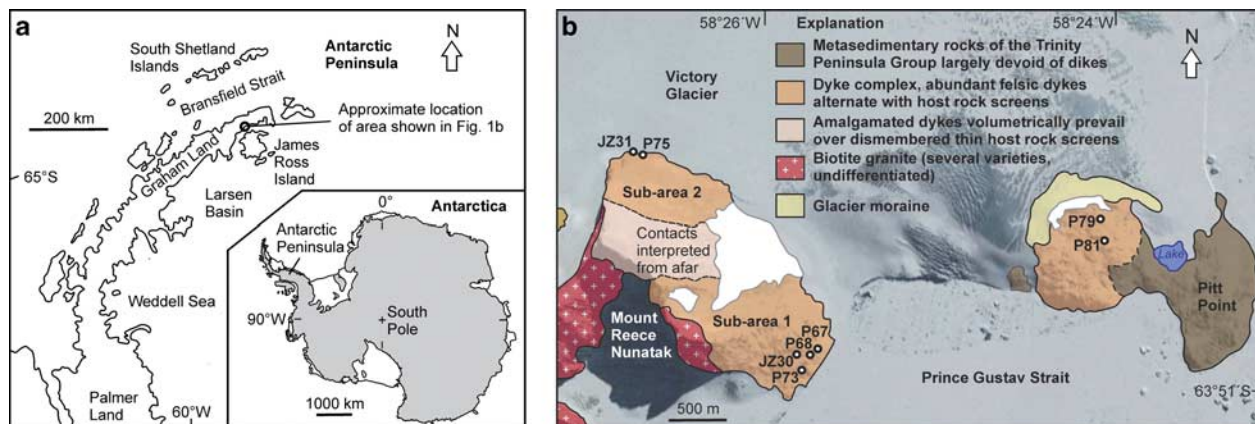 a
South Shetland
Islands
Antarctic
Peninsula
N
Bransfield Strait
200 km
Approximate location
of area shown in Fig. 1b
Graham Land
James
Ross
Island
65°S
Larsen
Basin
0°
Antarctica
Antarctic
Peninsula
Weddell Sea
90°W
South
Pole
Palmer
Land
60°W
1000 km
b
58°26'
58°24'
Explanation
N
Metasedimentary rocks of the Trinity
Peninsula Group largely devoid of dikes
Dyke complex, abundant felsic dykes
alternate with host rock screens
Amalgamated dykes volumetrically prevail
over dismembered thin host rock screens
Biotite granite (several varieties,
undifferentiated)
Glacier moraine
Victory
Glacier
JZ31
P75
Sub-area 2
Contacts
interpreted
from afar
P79
P81
Lake
Pitt
Point
Mount
Reece
Nunatak
Sub-area 1
P67
P68
JZ30
P73
Prince Gustav Strait
63°51' S
500 m